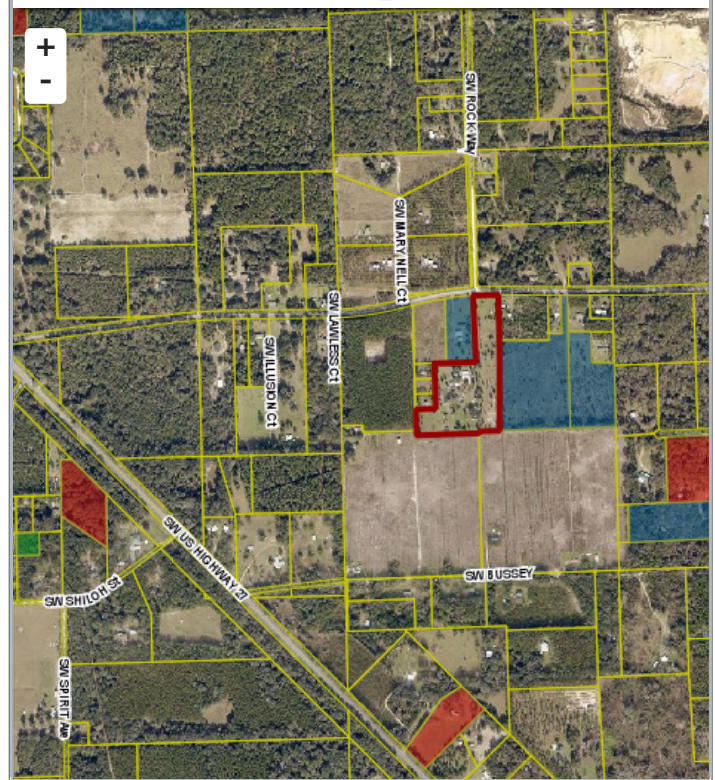 +
-
SW ROCK Way
SW MARY NELL Ct
SW LAWLESS Ct
SW ILLUSION Ct
SW US HIGHWAY 27
SW BUSSEY
SW SHILOH St
SW SPIRIT Ave